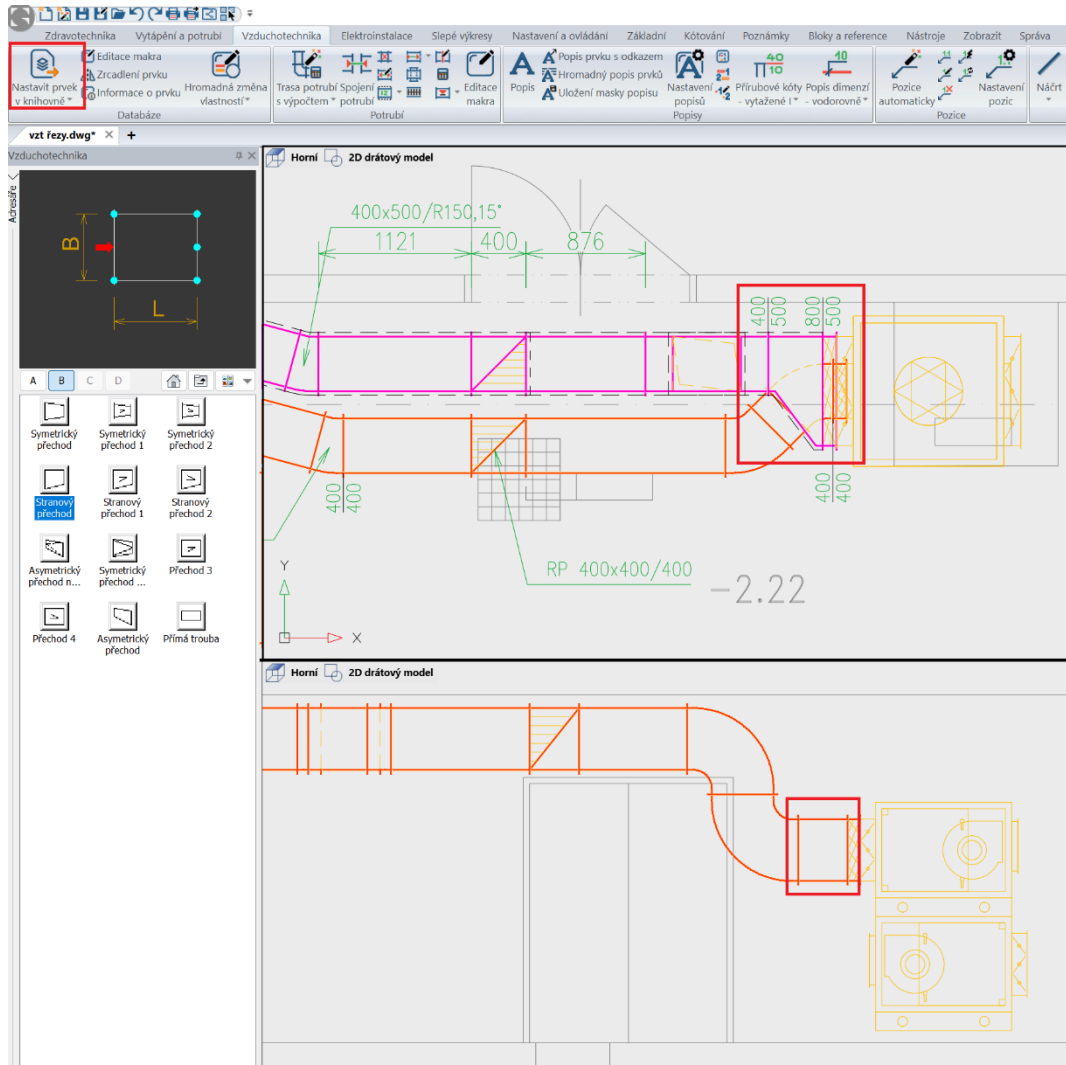 Zdravotechnika Vytápění a potrubí Vzduchotechnika Elektroinstalace Slepé výkresy Nastavení a ovládání Základní Kótování Poznámky Bloky a reference Nástroje Zobrazit Správa
Nastavit prvek
v knihovně
Editace makra
Zrcadlení prvku
Informace o prvku
Hromadná změna
vlastností
Databáze
Trasa potrubí
s výpočtem
Spojení
potrubí
Editace
makra
Potrubí
Popis
Popis prvku s odkazem
Hromadný popis prvků
Uložení masky popisu
Nastavení
popisů
Přírubové kóty
- vytažené I
Popis dimenzí
- vodorovně
Popisy
Pozice
automaticky
Nastavení
pozic
Pozice
Náčrt
vzt řezy.dwg*
Vzduchotechnika
Adresáře
B
L
A B C D
Symetrický
přechod
Symetrický
přechod 1
Symetrický
přechod 2
Stranový
přechod
Stranový
přechod 1
Stranový
přechod 2
Asymetrický
přechod n...
Symetrický
přechod ...
Přechod 3
Přechod 4
Asymetrický
přechod
Přímá trouba
Horní 2D drátový model
400x500/R150,15°
1121 400 876
400
500
800
500
400
400
400
400
RP 400x400/400
-2.22
Y
X
Horní 2D drátový model